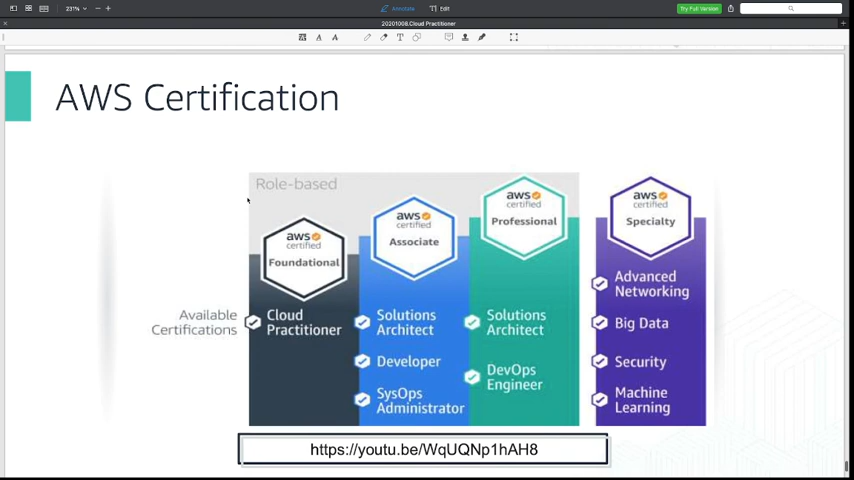 231%
Annotate
Edit
Try Full Version
20201008.Cloud Practitioner
AWS Certification
Role-based
aws
certified
Foundational
aws
certified
Associate
aws
certified
Professional
aws
certified
Specialty
Available
Certifications
Cloud
Practitioner
Solutions
Architect
Developer
SysOps
Administrator
Solutions
Architect
DevOps
Engineer
Advanced
Networking
Big Data
Security
Machine
Learning
https://youtu.be/WqUQNp1hAH8